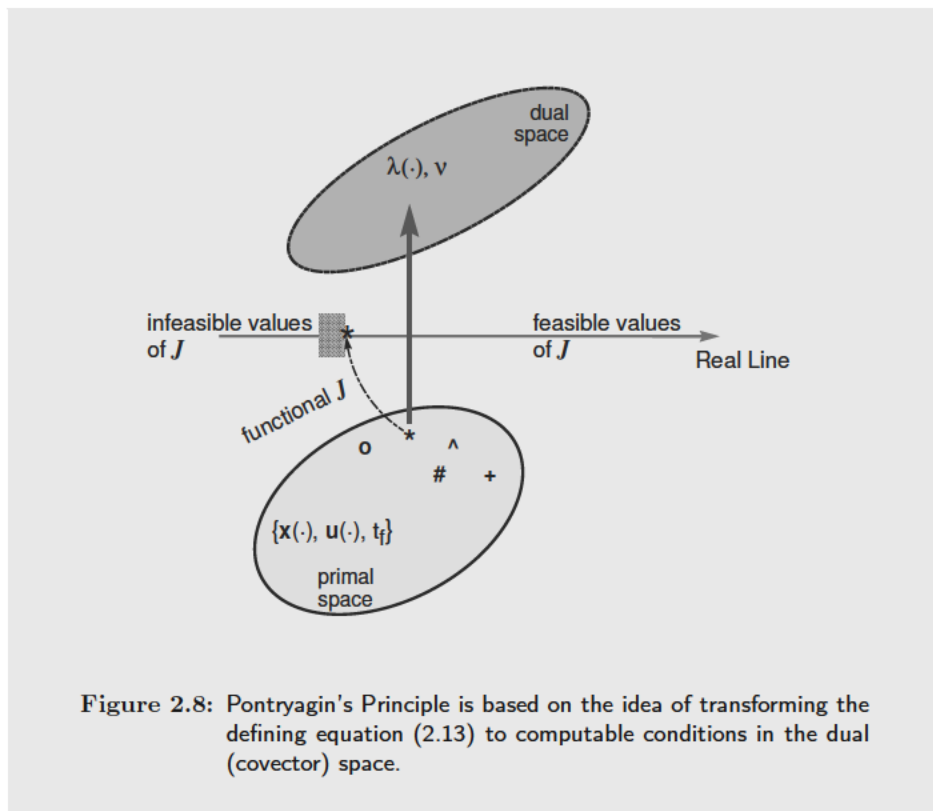 dual
space
λ(·), ν
infeasible values
of J
*
feasible values
of J
Real Line
functional J
o
*
^
#
+
{x(·), u(·), tf}
primal
space
Figure 2.8: Pontryagin's Principle is based on the idea of transforming the
defining equation (2.13) to computable conditions in the dual
(covector) space.